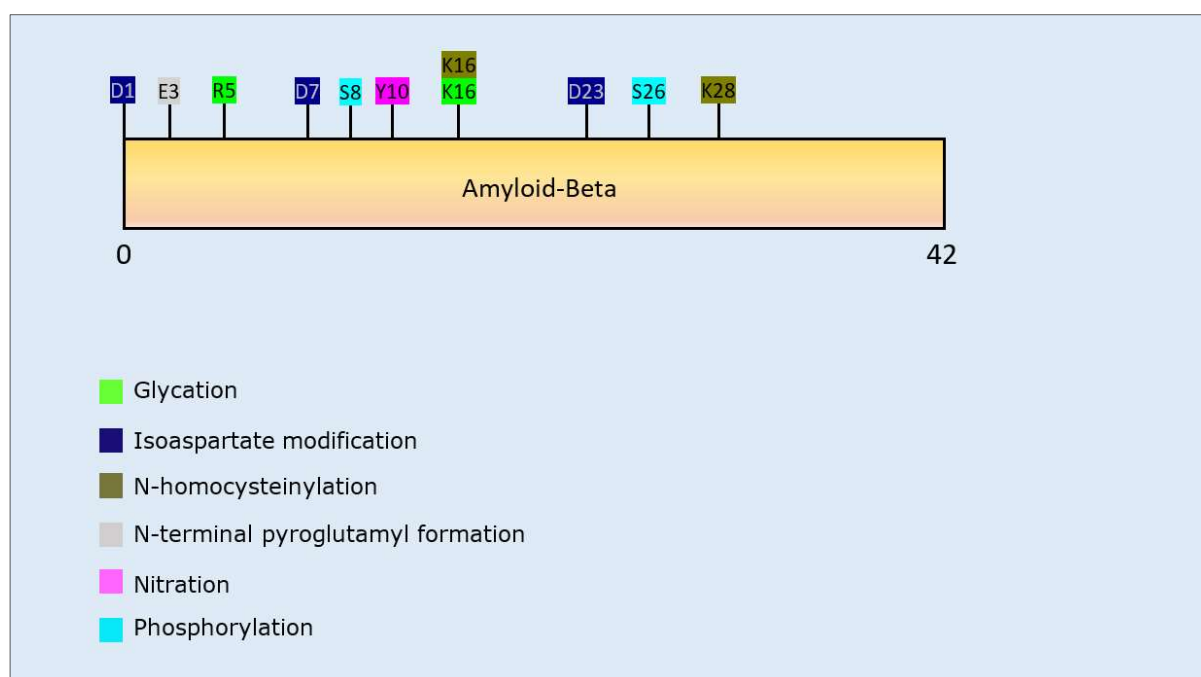 K16
D1 E3 R5 D7 S8 Y10 K16 D23 S26 K28
Amyloid-Beta
0 42
Glycation
Isoaspartate modification
N-homocysteinylation
N-terminal pyroglutamyl formation
Nitration
Phosphorylation